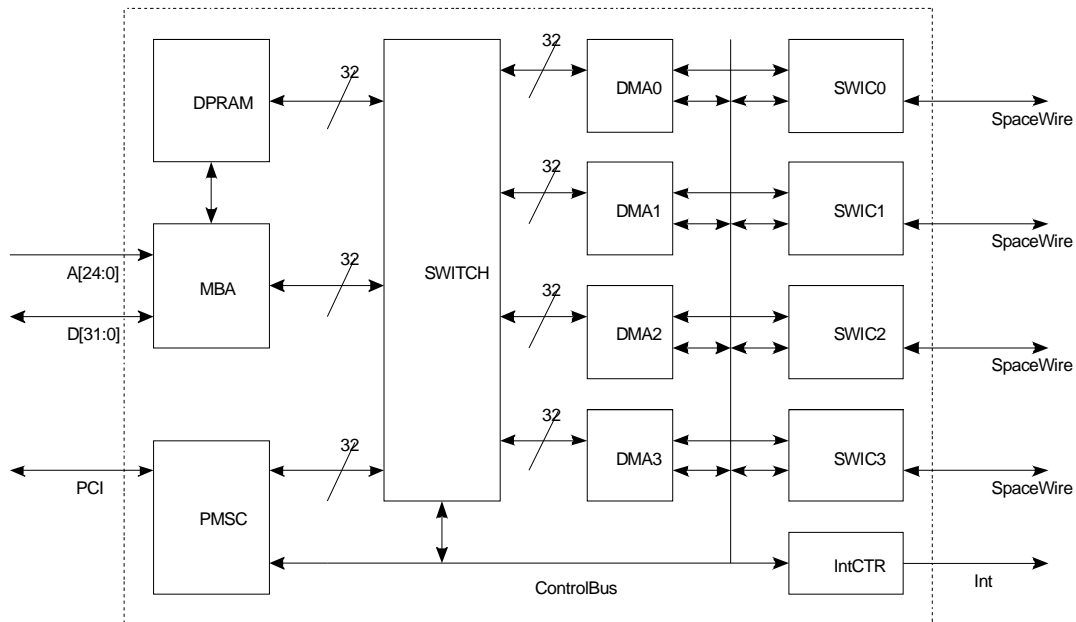 32
32
DPRAM
DMA0
SWIC0
SpaceWire
32
DMA1
SWIC1
SpaceWire
A[24:0]
32
MBA
SWITCH
32
D[31:0]
DMA2
SWIC2
SpaceWire
32
32
DMA3
SWIC3
PCI
SpaceWire
PMSC
IntCTR
ControlBus
Int